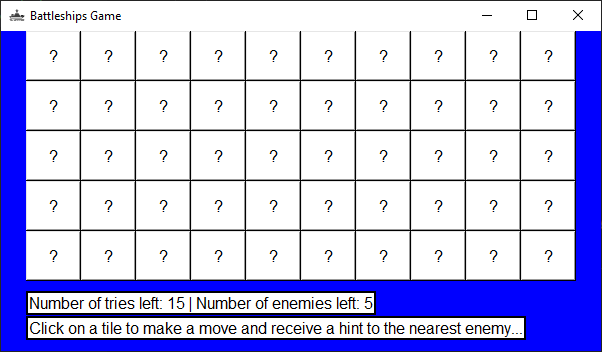 Battleships Game
? ? ? ? ? ? ? ? ? ?
? ? ? ? ? ? ? ? ? ?
? ? ? ? ? ? ? ? ? ?
? ? ? ? ? ? ? ? ? ?
? ? ? ? ? ? ? ? ? ?
Number of tries left: 15 | Number of enemies left: 5
Click on a tile to make a move and receive a hint to the nearest enemy...